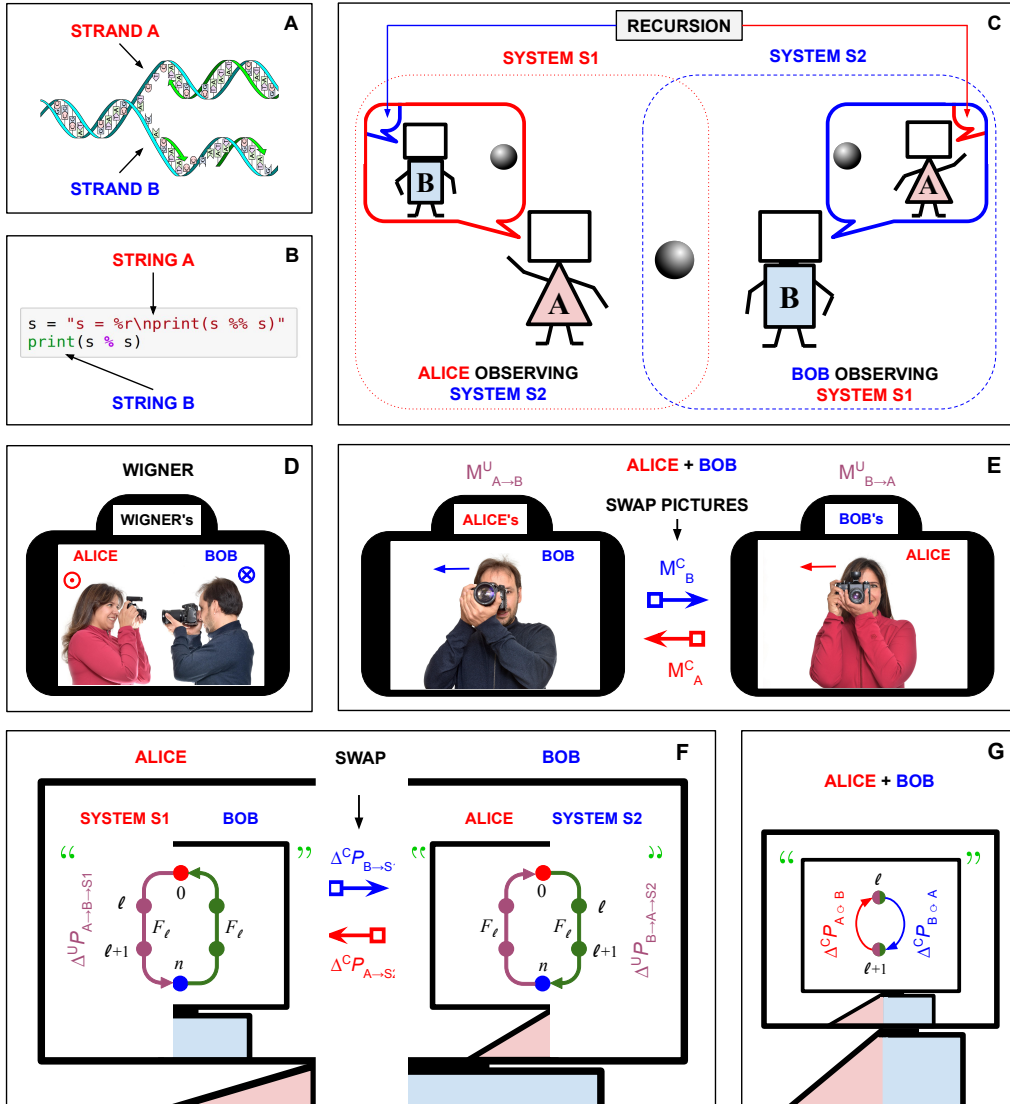 A
STRAND A
STRAND B
B
STRING A
s = "s = %r\nprint(s %% s)"
print(s % s)
STRING B
C
RECURSION
SYSTEM S1
SYSTEM S2
B
A
A
B
ALICE OBSERVING
SYSTEM S2
BOB OBSERVING
SYSTEM S1
D
WIGNER
WIGNER's
ALICE
BOB
E
M^U_A→B
ALICE + BOB
M^U_B→A
ALICE's
SWAP PICTURES
BOB's
BOB
ALICE
M^C_B
M^C_A
F
ALICE
SWAP
BOB
SYSTEM S1
BOB
ALICE
SYSTEM S2
“
”
“
”
Δ^U P_A→B→S1
0
ℓ
F_ℓ
F_ℓ
ℓ+1
n
Δ^C P_B→S
Δ^C P_A→S2
0
ℓ
F_ℓ
F_ℓ
ℓ+1
n
Δ^U P_B→A→S2
G
ALICE + BOB
“
”
ℓ
Δ^C P_A↻B
Δ^C P_B↻A
ℓ+1